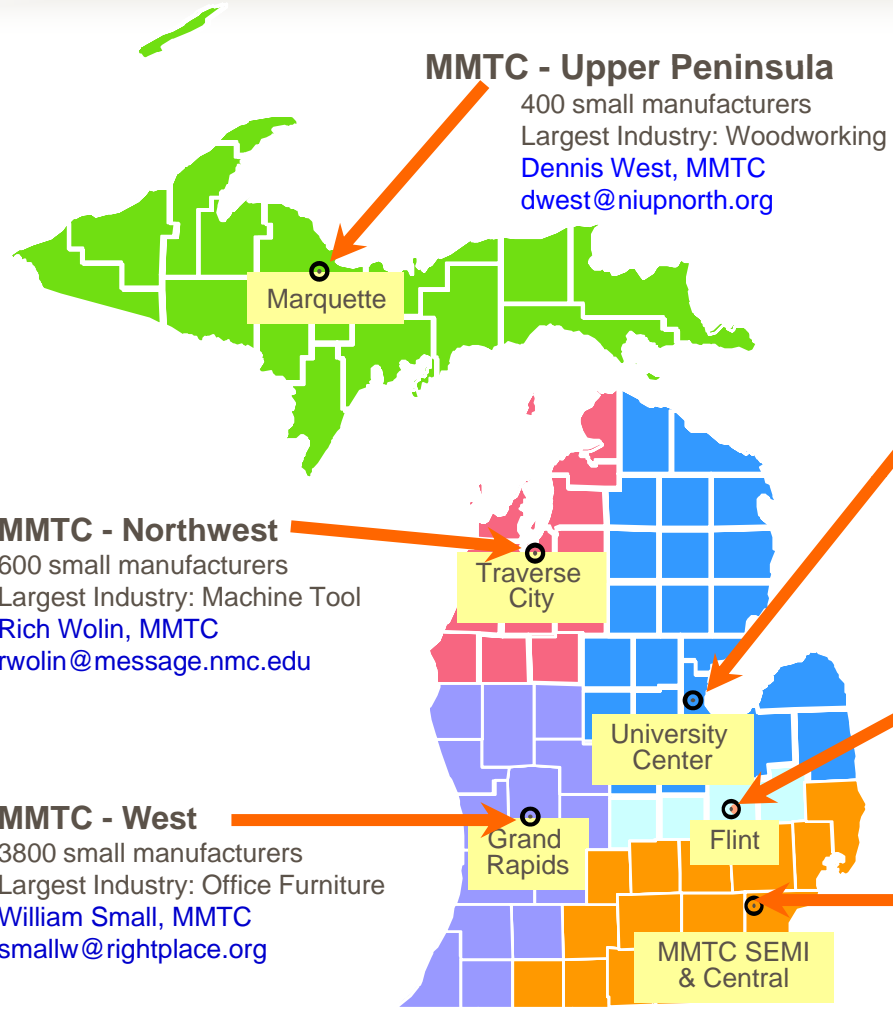 MMTC - Upper Peninsula
400 small manufacturers
Largest Industry: Woodworking
Dennis West, MMTC
dwest@niupnorth.org
Marquette
MMTC - Northwest
600 small manufacturers
Largest Industry: Machine Tool
Rich Wolin, MMTC
rwolin@message.nmc.edu
Traverse
City
University
Center
MMTC - West
3800 small manufacturers
Largest Industry: Office Furniture
William Small, MMTC
smallw@rightplace.org
Grand
Rapids
Flint
MMTC SEMI
& Central